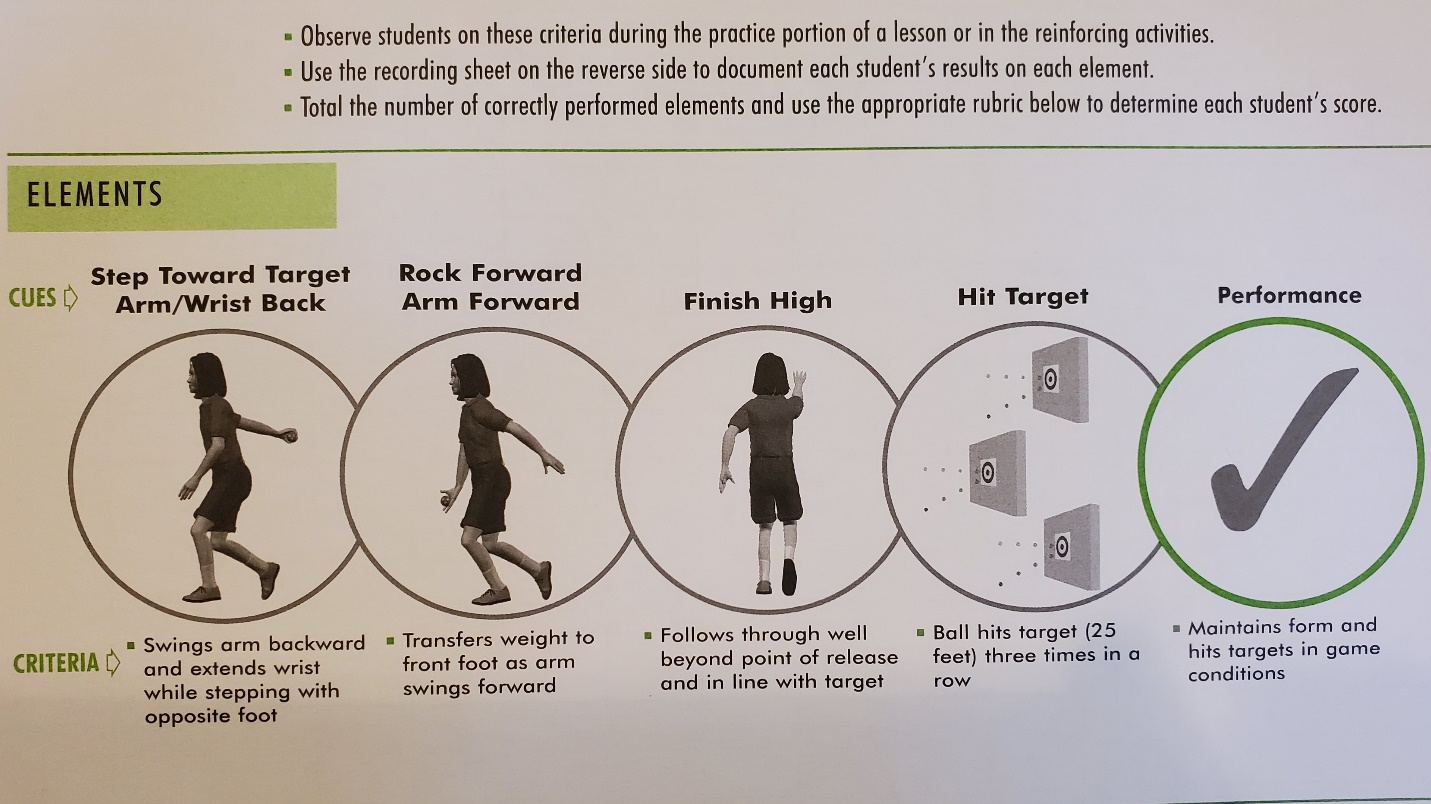 ▪ Observe students on these criteria during the practice portion of a lesson or in the reinforcing activities.
▪ Use the recording sheet on the reverse side to document each student's results on each element.
▪ Total the number of correctly performed elements and use the appropriate rubric below to determine each student's score.
ELEMENTS
CUES
Step Toward Target
Arm/Wrist Back
Rock Forward
Arm Forward
Finish High
Hit Target
Performance
CRITERIA
▪ Swings arm backward
and extends wrist
while stepping with
opposite foot
▪ Transfers weight to
front foot as arm
swings forward
▪ Follows through well
beyond point of release
and in line with target
▪ Ball hits target (25
feet) three times in a
row
▪ Maintains form and
hits targets in game
conditions